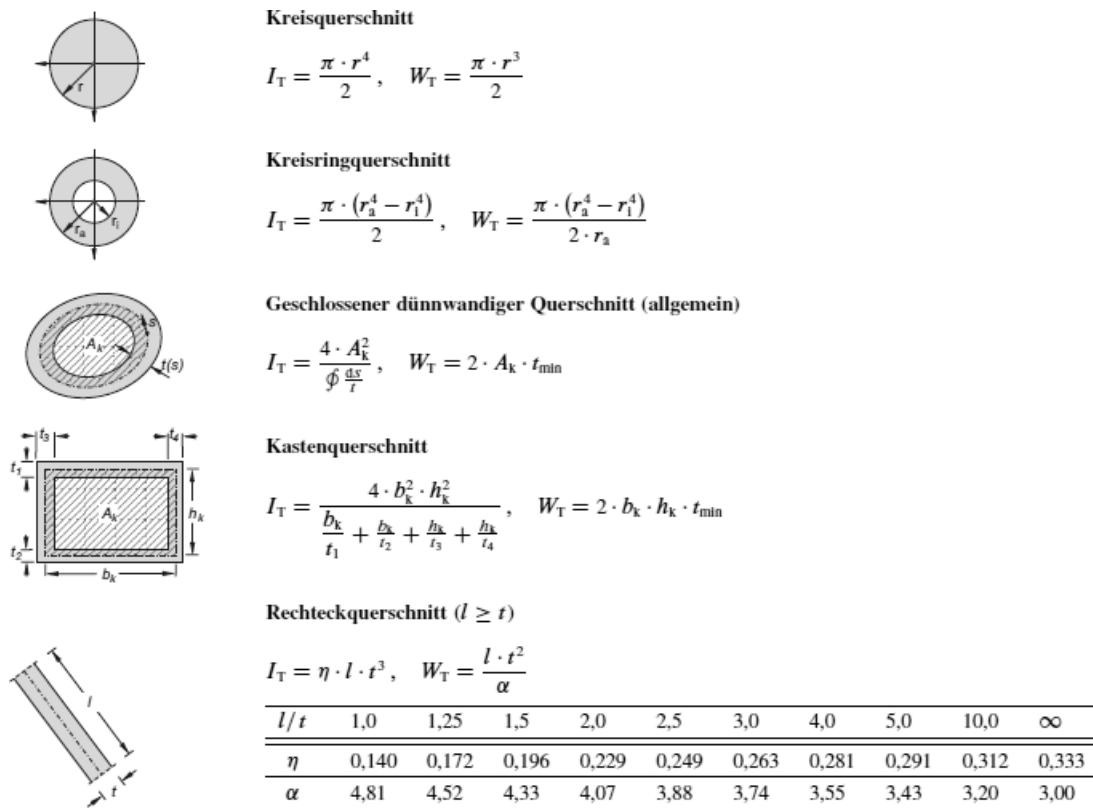 Kreisquerschnitt
r
I_T = π · r^4 / 2 , W_T = π · r^3 / 2
Kreisringquerschnitt
r_a r_i
I_T = π · (r_a^4 − r_i^4) / 2 , W_T = π · (r_a^4 − r_i^4) / 2 · r_a
Geschlossener dünnwandiger Querschnitt (allgemein)
A_k s t(s)
I_T = 4 · A_k^2 / ∮ ds/t , W_T = 2 · A_k · t_min
Kastenquerschnitt
t_3 t_4
t_1
A_k h_k
t_2
b_k
I_T = 4 · b_k^2 · h_k^2 / b_k/t_1 + b_k/t_2 + h_k/t_3 + h_k/t_4 , W_T = 2 · b_k · h_k · t_min
Rechteckquerschnitt (l ≥ t)
l
t
I_T = η · l · t^3 , W_T = l · t^2 / α
l/t 1,0 1,25 1,5 2,0 2,5 3,0 4,0 5,0 10,0 ∞
η 0,140 0,172 0,196 0,229 0,249 0,263 0,281 0,291 0,312 0,333
α 4,81 4,52 4,33 4,07 3,88 3,74 3,55 3,43 3,20 3,00